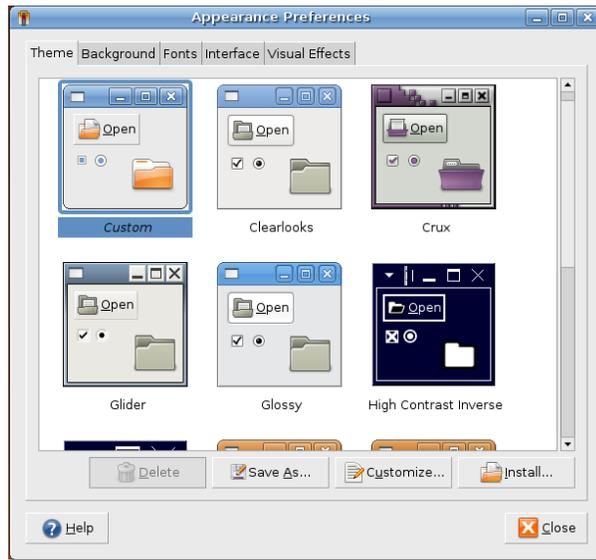 Appearance Preferences
Theme Background Fonts Interface Visual Effects
Open Open Open
Custom Clearlooks Crux
Open Open Open
Glider Glossy High Contrast Inverse
Delete Save As... Customize... Install...
Help Close